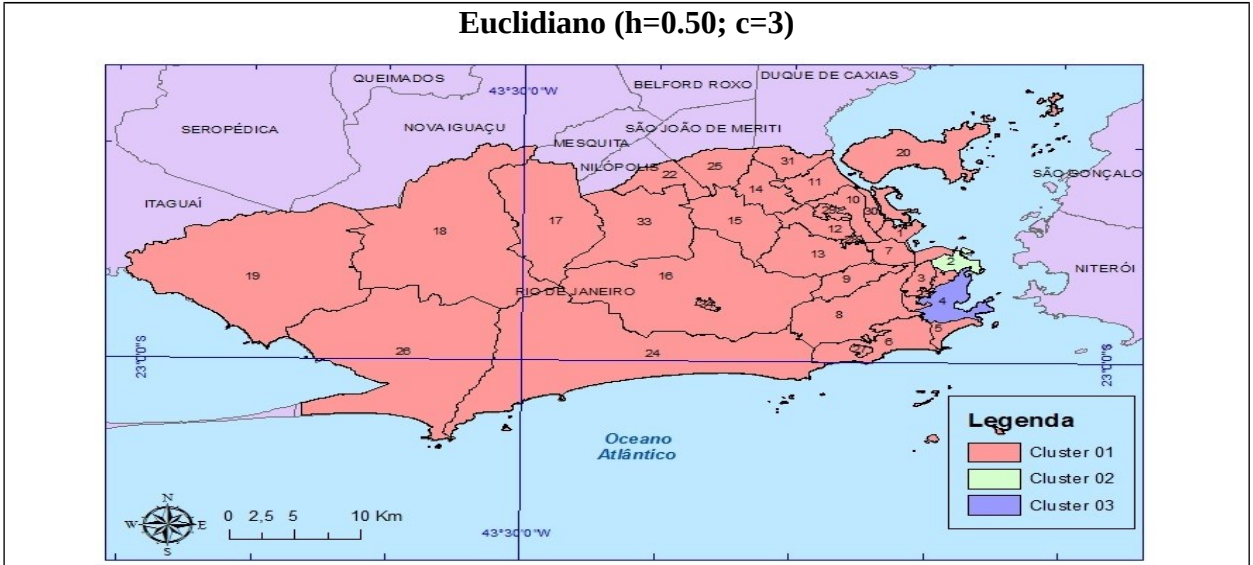 Euclidiano (h=0.50; c=3)
QUEIMADOS
BELFORD ROXO
DUQUE DE CAXIAS
43°30'0"W
SEROPÉDICA
NOVA IGUAÇU
SÃO JOÃO DE MERITI
MESQUITA
NILÓPOLIS
SÃO GONÇALO
ITAGUAÍ
NITERÓI
RIO DE JANEIRO
20
31
25
22
14
11
10
30
1
33
15
12
17
18
13
7
2
19
16
9
3
4
8
5
6
26
24
27
23°0'0"S
23°0'0"S
Oceano
Atlântico
Legenda
Cluster 01
Cluster 02
Cluster 03
N
W
E
S
0 2,5 5 10 Km
43°30'0"W